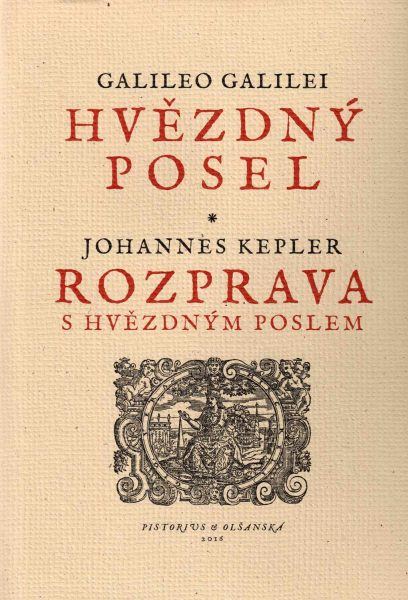 GALILEO GALILEI
HVĚZDNÝ
POSEL
*
JOHANNES KEPLER
ROZPRAVA
S HVĚZDNÝM POSLEM
PISTORIUS & OLŠANSKÁ
2016